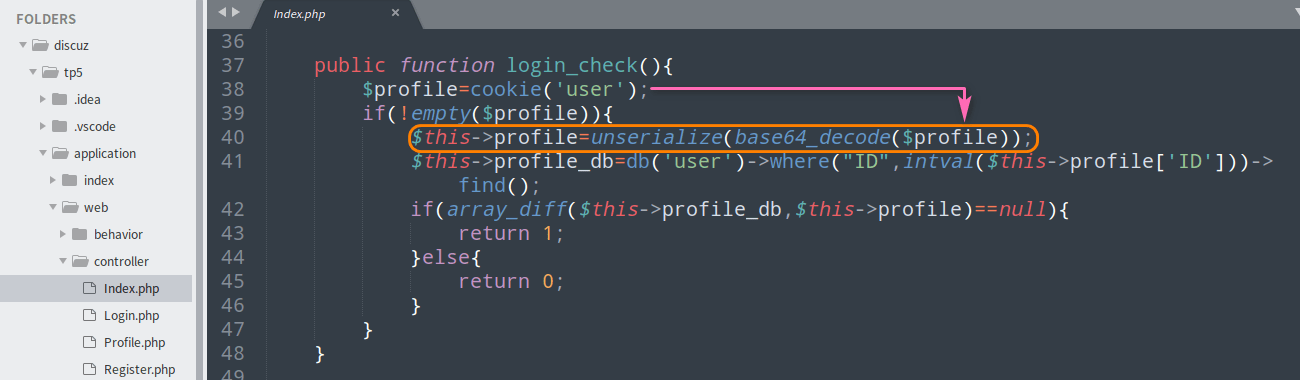 FOLDERS
discuz
tp5
.idea
.vscode
application
index
web
behavior
controller
Index.php
Login.php
Profile.php
Register.php
Index.php ×
36
37 public function login_check(){
38 $profile=cookie('user');
39 if(!empty($profile)){
40 $this->profile=unserialize(base64_decode($profile));
41 $this->profile_db=db('user')->where("ID",intval($this->profile['ID']))->
find();
42 if(array_diff($this->profile_db,$this->profile)==null){
43 return 1;
44 }else{
45 return 0;
46 }
47 }
48 }
49